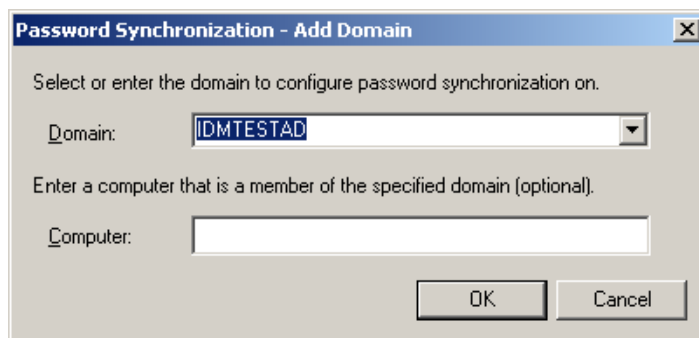 Password Synchronization - Add Domain
Select or enter the domain to configure password synchronization on.
Domain: IDMTESTAD
Enter a computer that is a member of the specified domain (optional).
Computer:
OK Cancel